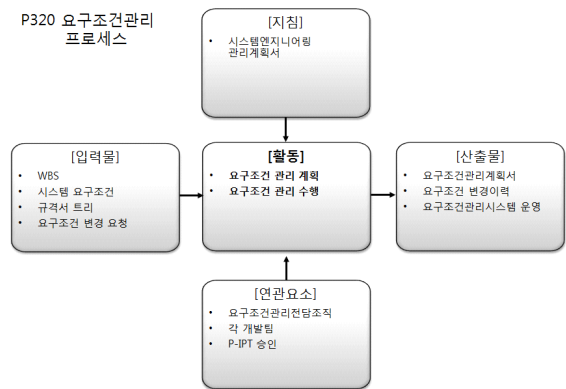 P320 요구조건관리
프로세스
[지침]
• 시스템엔지니어링
관리계획서
[입력물]
• WBS
• 시스템 요구조건
• 규격서 트리
• 요구조건 변경 요청
[활동]
• 요구조건 관리 계획
• 요구조건 관리 수행
[산출물]
• 요구조건관리계획서
• 요구조건 변경이력
• 요구조건관리시스템 운영
[연관요소]
• 요구조건관리전담조직
• 각 개발팀
• P-IPT 승인